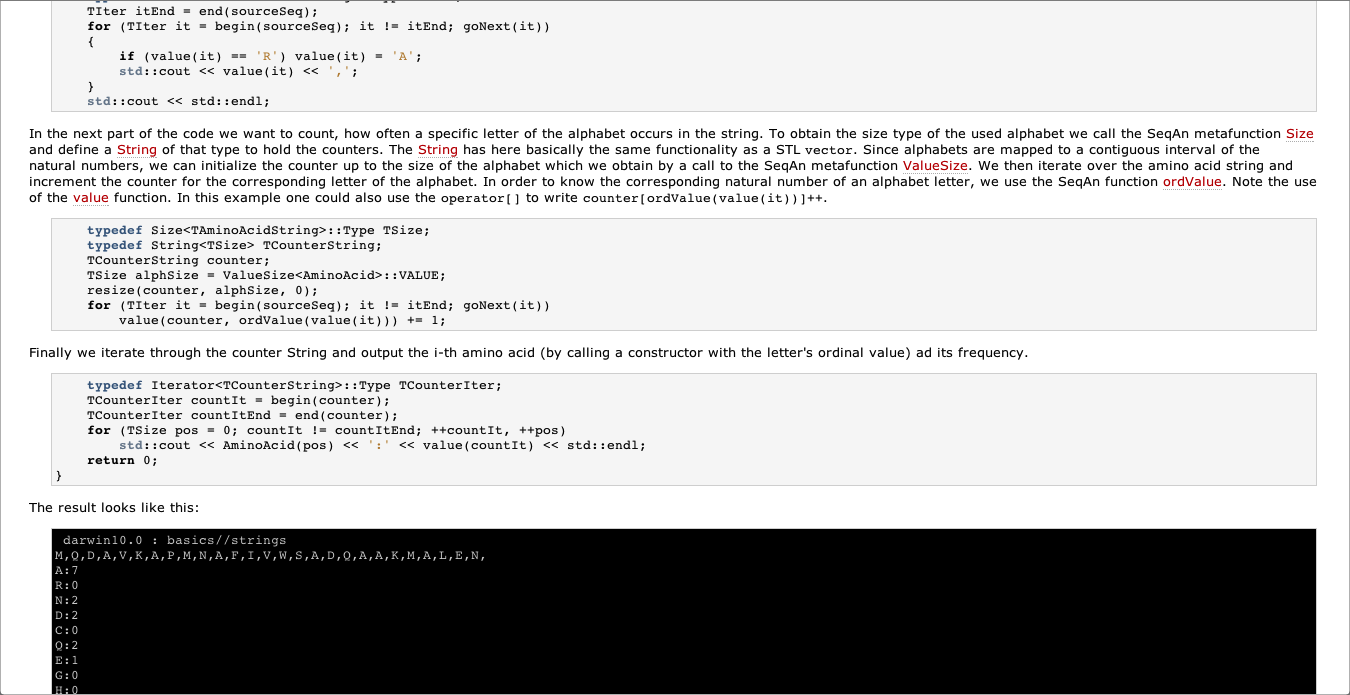 TIter itEnd = end(sourceSeq);
for (TIter it = begin(sourceSeq); it != itEnd; goNext(it))
{
if (value(it) == 'R') value(it) = 'A';
std::cout << value(it) << ',';
}
std::cout << std::endl;
In the next part of the code we want to count, how often a specific letter of the alphabet occurs in the string. To obtain the size type of the used alphabet we call the SeqAn metafunction Size
and define a String of that type to hold the counters. The String has here basically the same functionality as a STL vector. Since alphabets are mapped to a contiguous interval of the
natural numbers, we can initialize the counter up to the size of the alphabet which we obtain by a call to the SeqAn metafunction ValueSize. We then iterate over the amino acid string and
increment the counter for the corresponding letter of the alphabet. In order to know the corresponding natural number of an alphabet letter, we use the SeqAn function ordValue. Note the use
of the value function. In this example one could also use the operator[] to write counter[ordValue(value(it))]++.
typedef Size<TAminoAcidString>::Type TSize;
typedef String<TSize> TCounterString;
TCounterString counter;
TSize alphSize = ValueSize<AminoAcid>::VALUE;
resize(counter, alphSize, 0);
for (TIter it = begin(sourceSeq); it != itEnd; goNext(it))
value(counter, ordValue(value(it))) += 1;
Finally we iterate through the counter String and output the i-th amino acid (by calling a constructor with the letter's ordinal value) ad its frequency.
typedef Iterator<TCounterString>::Type TCounterIter;
TCounterIter countIt = begin(counter);
TCounterIter countItEnd = end(counter);
for (TSize pos = 0; countIt != countItEnd; ++countIt, ++pos)
std::cout << AminoAcid(pos) << ':' << value(countIt) << std::endl;
return 0;
}
The result looks like this:
darwin10.0 : basics//strings
M,Q,D,A,V,K,A,P,M,N,A,F,I,V,W,S,A,D,Q,A,A,K,M,A,L,E,N,
A:7
R:0
N:2
D:2
C:0
Q:2
E:1
G:0
H:0